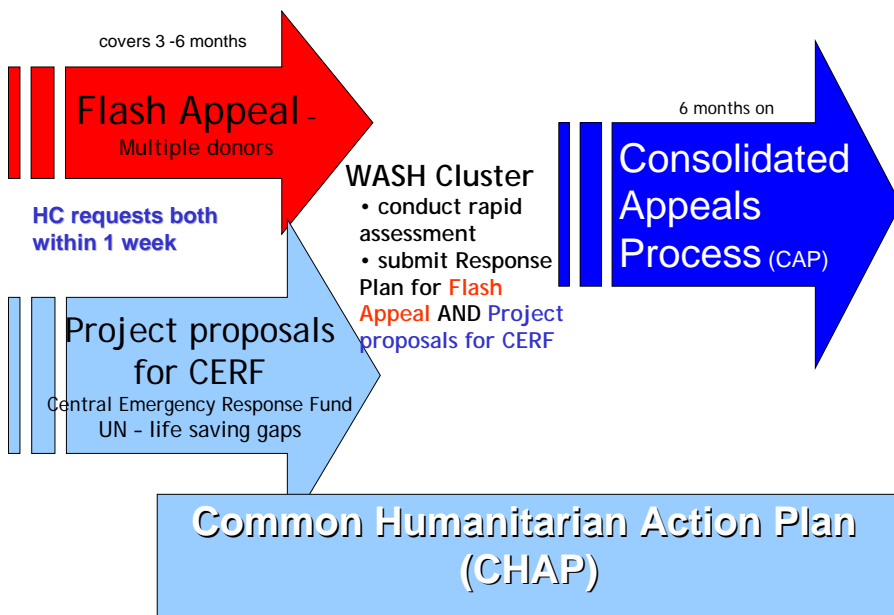 covers 3 -6 months
Flash Appeal -
Multiple donors
HC requests both
within 1 week
Project proposals
for CERF
Central Emergency Response Fund
UN – life saving gaps
WASH Cluster
• conduct rapid
assessment
• submit Response
Plan for Flash
Appeal AND Project
proposals for CERF
6 months on
Consolidated
Appeals
Process (CAP)
Common Humanitarian Action Plan
(CHAP)